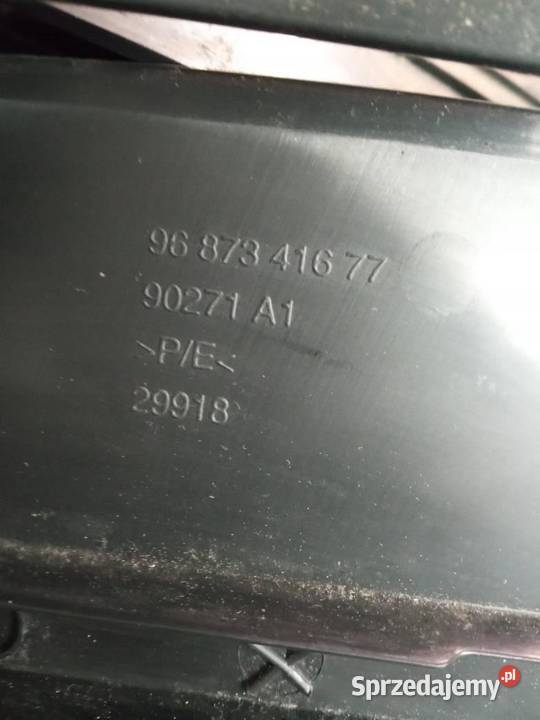 96 873 416 77
90271 A1
>P/E<
29918
Sprzedajemy.pl